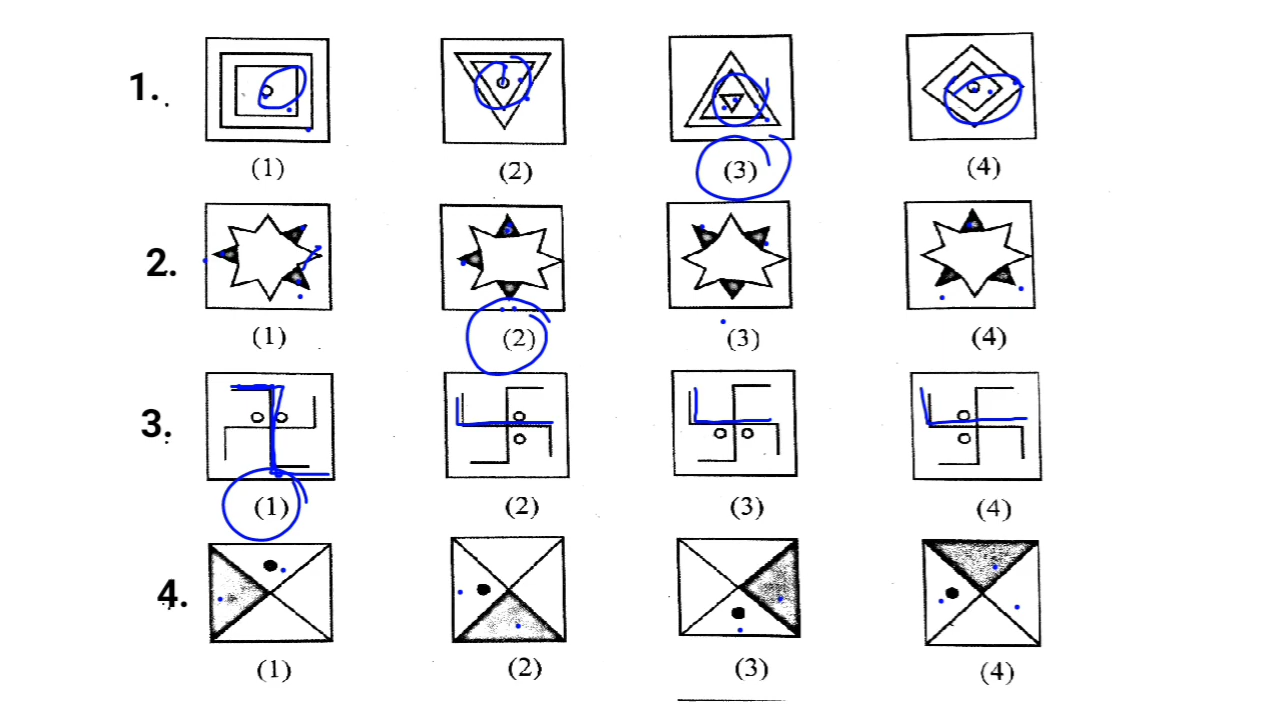 1.
(1) (2) (3) (4)
2.
(1) (2) (3) (4)
3.
(1) (2) (3) (4)
4.
(1) (2) (3) (4)